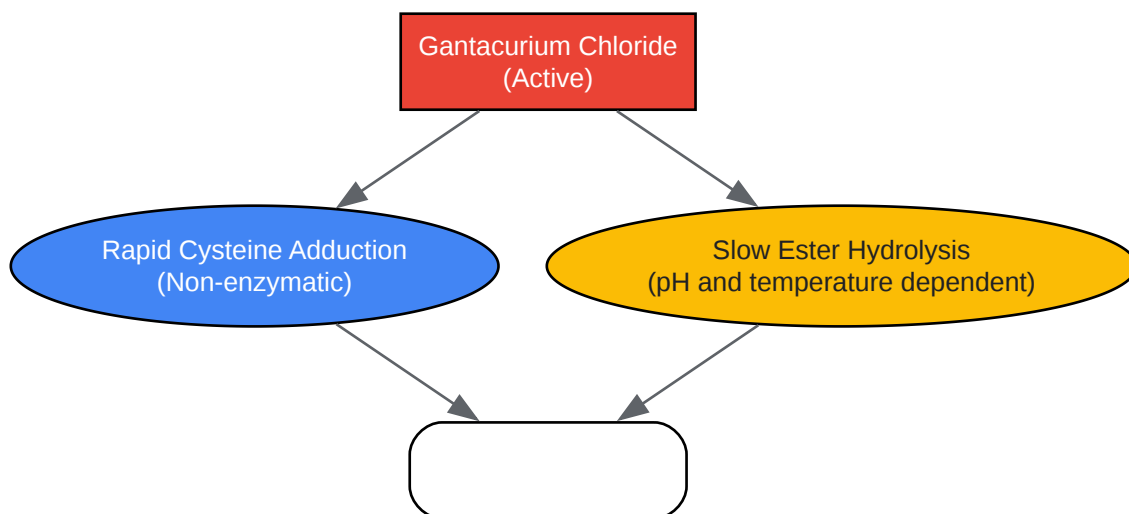 Gantacurium Chloride
(Active)
Rapid Cysteine Adduction
(Non-enzymatic)
Slow Ester Hydrolysis
(pH and temperature dependent)